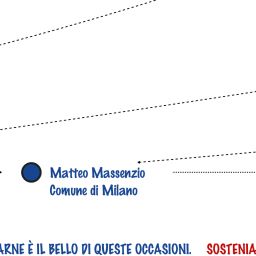 Matteo Massenzio
Comune di Milano
ARNE È IL BELLO DI QUESTE OCCASIONI. SOSTENIA